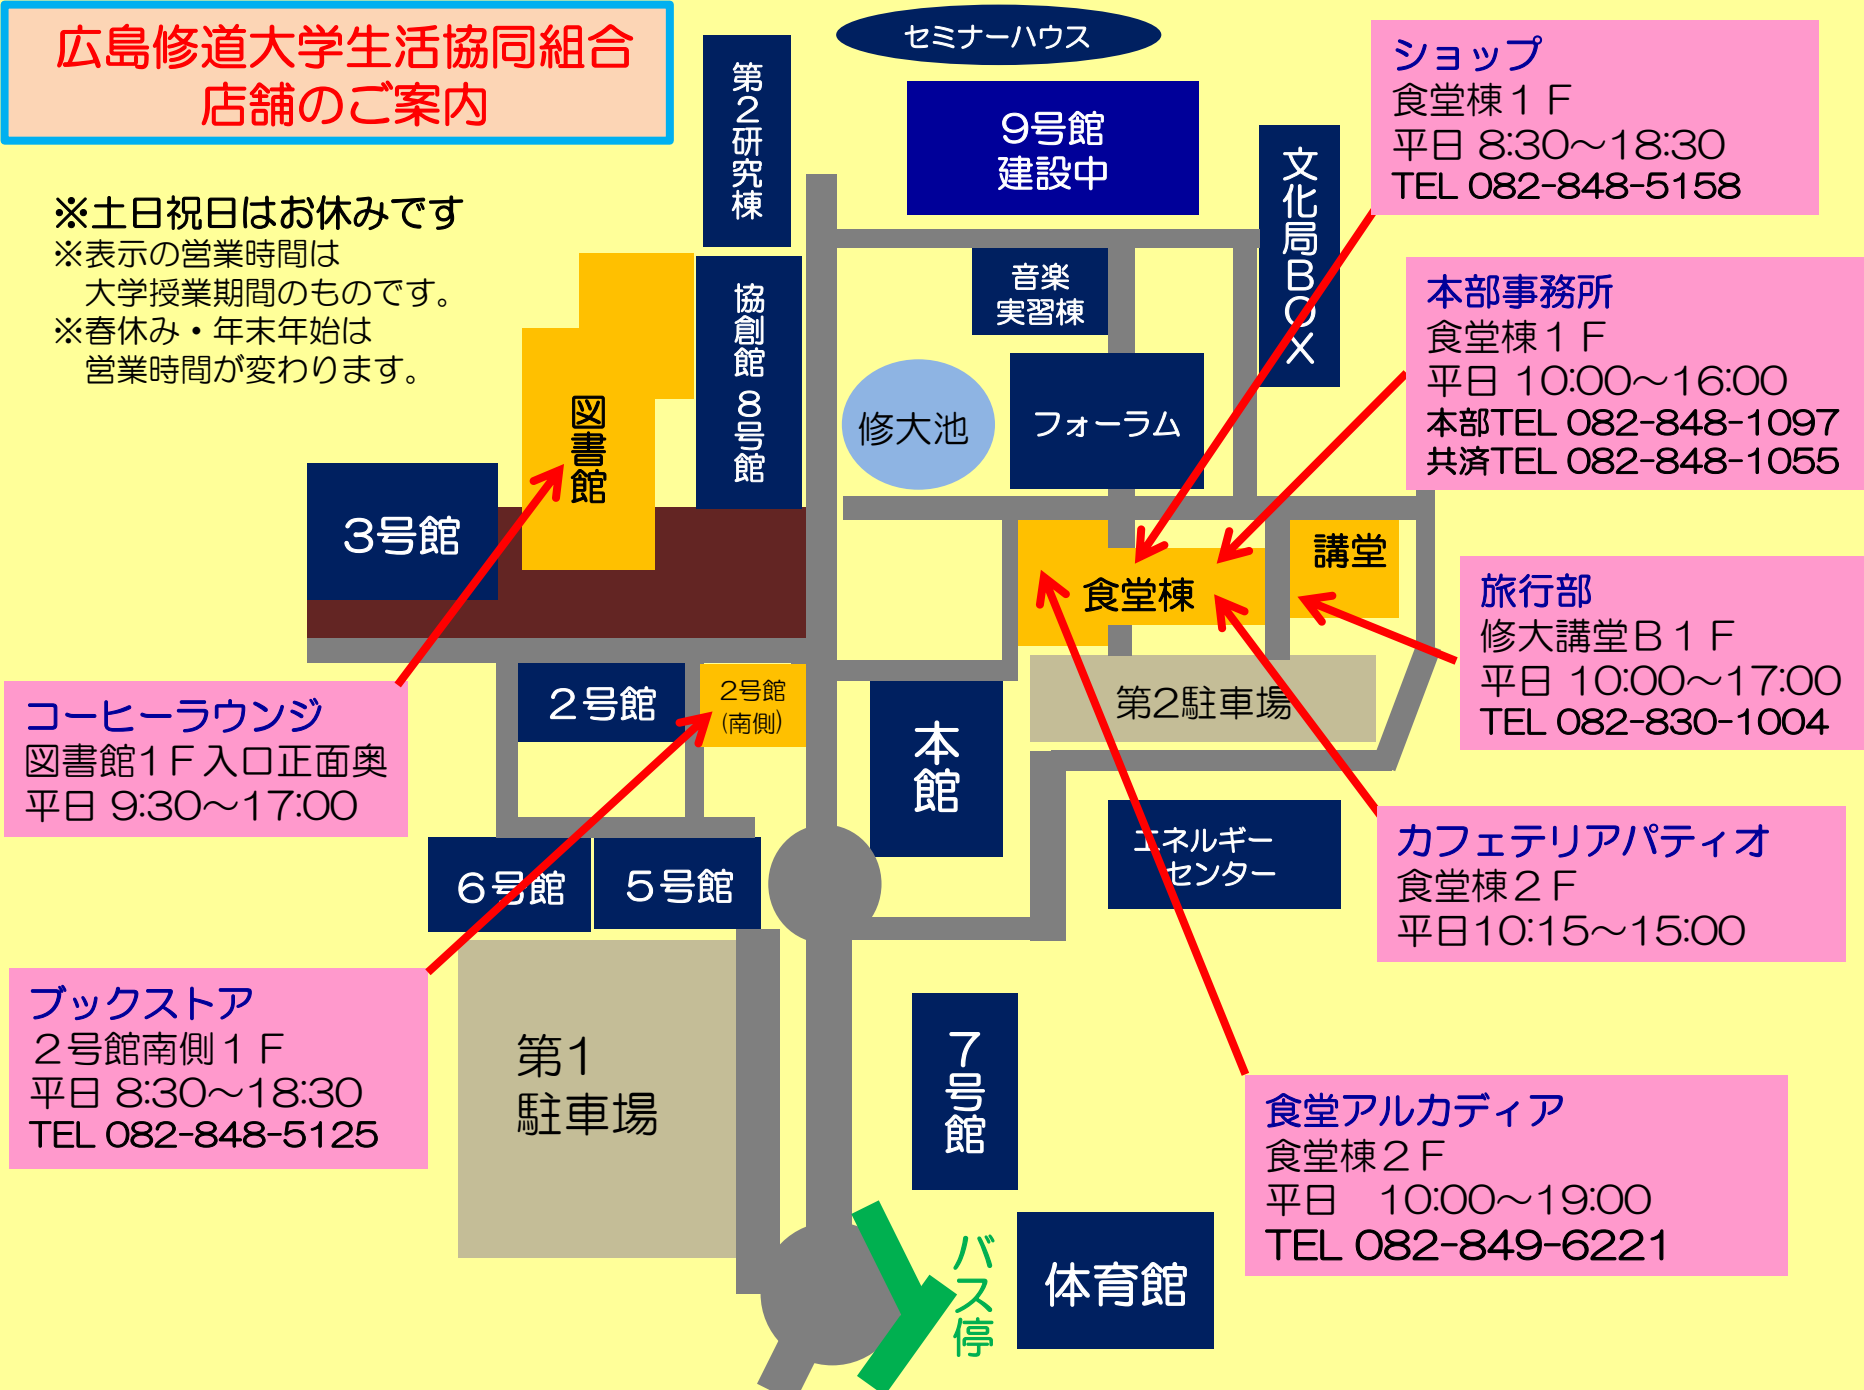 広島修道大学生活協同組合
店舗のご案内
※土日祝日はお休みです
※表示の営業時間は
大学授業期間のものです。
※春休み・年末年始は
営業時間が変わります。
セミナーハウス
第2研究棟
9号館
建設中
文化局BOX
ショップ
食堂棟１Ｆ
平日 8:30～18:30
TEL 082-848-5158
音楽
実習棟
協創館 8号館
本部事務所
食堂棟１Ｆ
平日 10:00～16:00
本部TEL 082-848-1097
共済TEL 082-848-1055
図書館
修大池
フォーラム
3号館
食堂棟
講堂
旅行部
修大講堂Ｂ１Ｆ
平日 10:00～17:00
TEL 082-830-1004
コーヒーラウンジ
図書館1Ｆ入口正面奥
平日 9:30～17:00
２号館
2号館
(南側)
本館
第2駐車場
エネルギー
センター
カフェテリアパティオ
食堂棟２Ｆ
平日10:15～15:00
６号館
５号館
ブックストア
２号館南側１Ｆ
平日 8:30～18:30
TEL 082-848-5125
第1
駐車場
７号館
食堂アルカディア
食堂棟２Ｆ
平日　10:00～19:00
TEL 082-849-6221
バス停
体育館